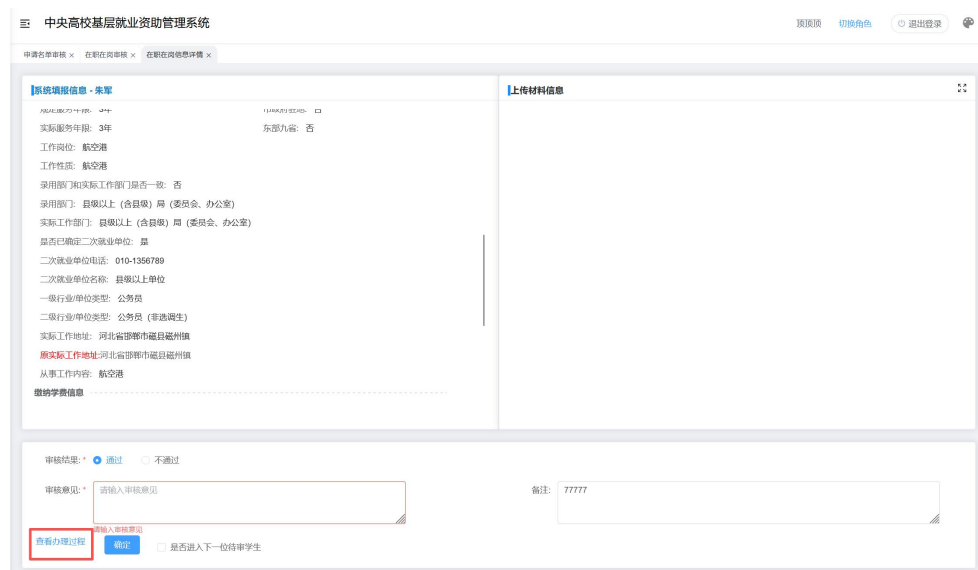 中央高校基层就业资助管理系统
顶顶顶 切换角色 退出登录
申请名单审核 × 在职在岗审核 × 在职在岗信息详情 ×
系统填报信息 - 朱军
上传材料信息
规定服务年限: 3年 市政府驻地: 否
实际服务年限: 3年 东部九省: 否
工作岗位: 航空港
工作性质: 航空港
录用部门和实际工作部门是否一致: 否
录用部门: 县级以上 (含县级) 局 (委员会、办公室)
实际工作部门: 县级以上 (含县级) 局 (委员会、办公室)
是否已确定二次就业单位: 是
二次就业单位电话: 010-1356789
二次就业单位名称: 县级以上单位
一级行业/单位类型: 公务员
二级行业/单位类型: 公务员 (非选调生)
实际工作地址: 河北省邯郸市磁县磁州镇
原实际工作地址:河北省邯郸市磁县磁州镇
从事工作内容: 航空港
缴纳学费信息
审核结果: * 通过 不通过
审核意见: * 请输入审核意见 备注: 77777
请输入审核意见
查看办理过程 确定 是否进入下一位待审学生